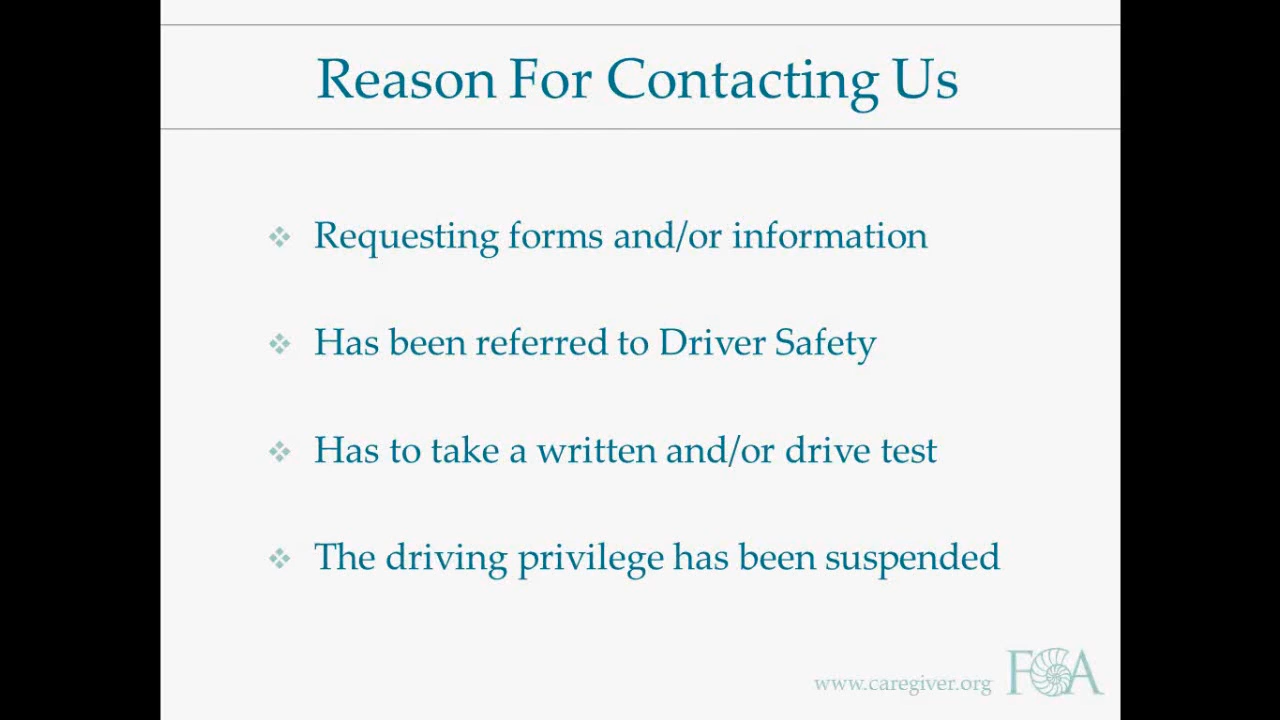 Reason For Contacting Us
Requesting forms and/or information
Has been referred to Driver Safety
Has to take a written and/or drive test
The driving privilege has been suspended
www.caregiver.org FCA